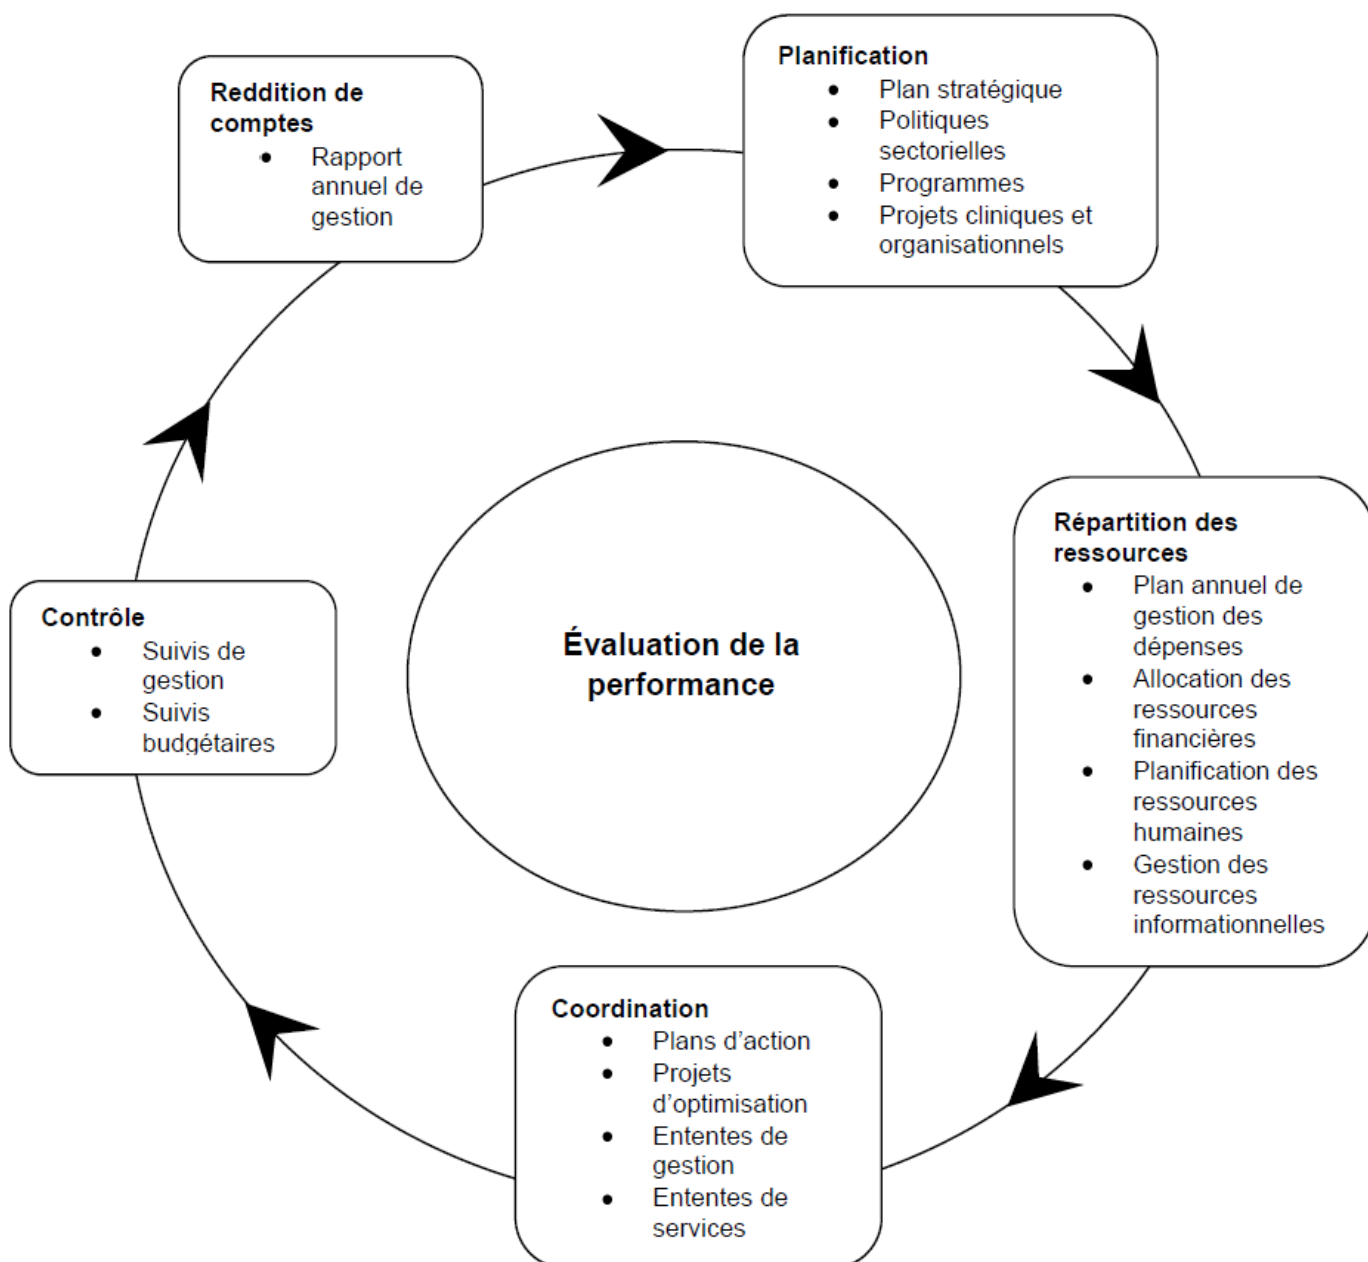 Planification
• Plan stratégique
• Politiques
sectorielles
• Programmes
• Projets cliniques et
organisationnels
Reddition de
comptes
• Rapport
annuel de
gestion
Répartition des
ressources
• Plan annuel de
gestion des
dépenses
• Allocation des
ressources
financières
• Planification des
ressources
humaines
• Gestion des
ressources
informationnelles
Contrôle
• Suivis de
gestion
• Suivis
budgétaires
Évaluation de la
performance
Coordination
• Plans d’action
• Projets
d’optimisation
• Ententes de
gestion
• Ententes de
services